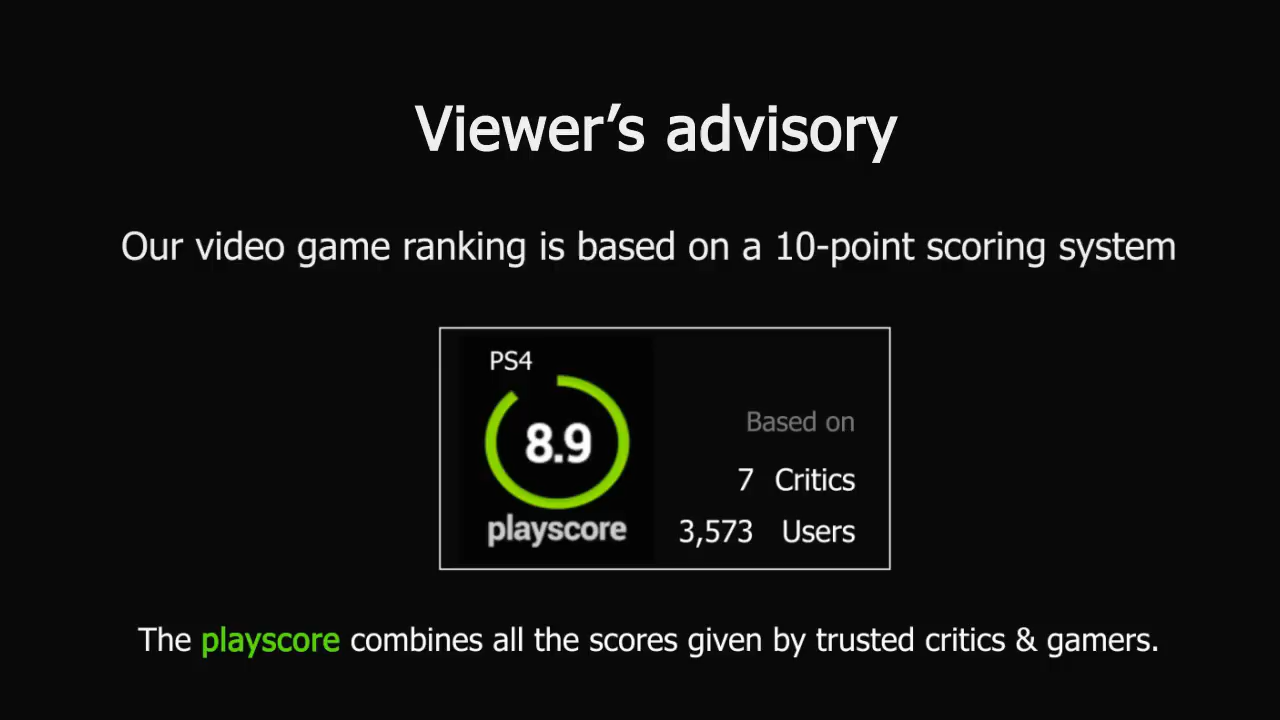 Viewer’s advisory
Our video game ranking is based on a 10-point scoring system
PS4
8.9
playscore
Based on
7 Critics
3,573 Users
The playscore combines all the scores given by trusted critics & gamers.